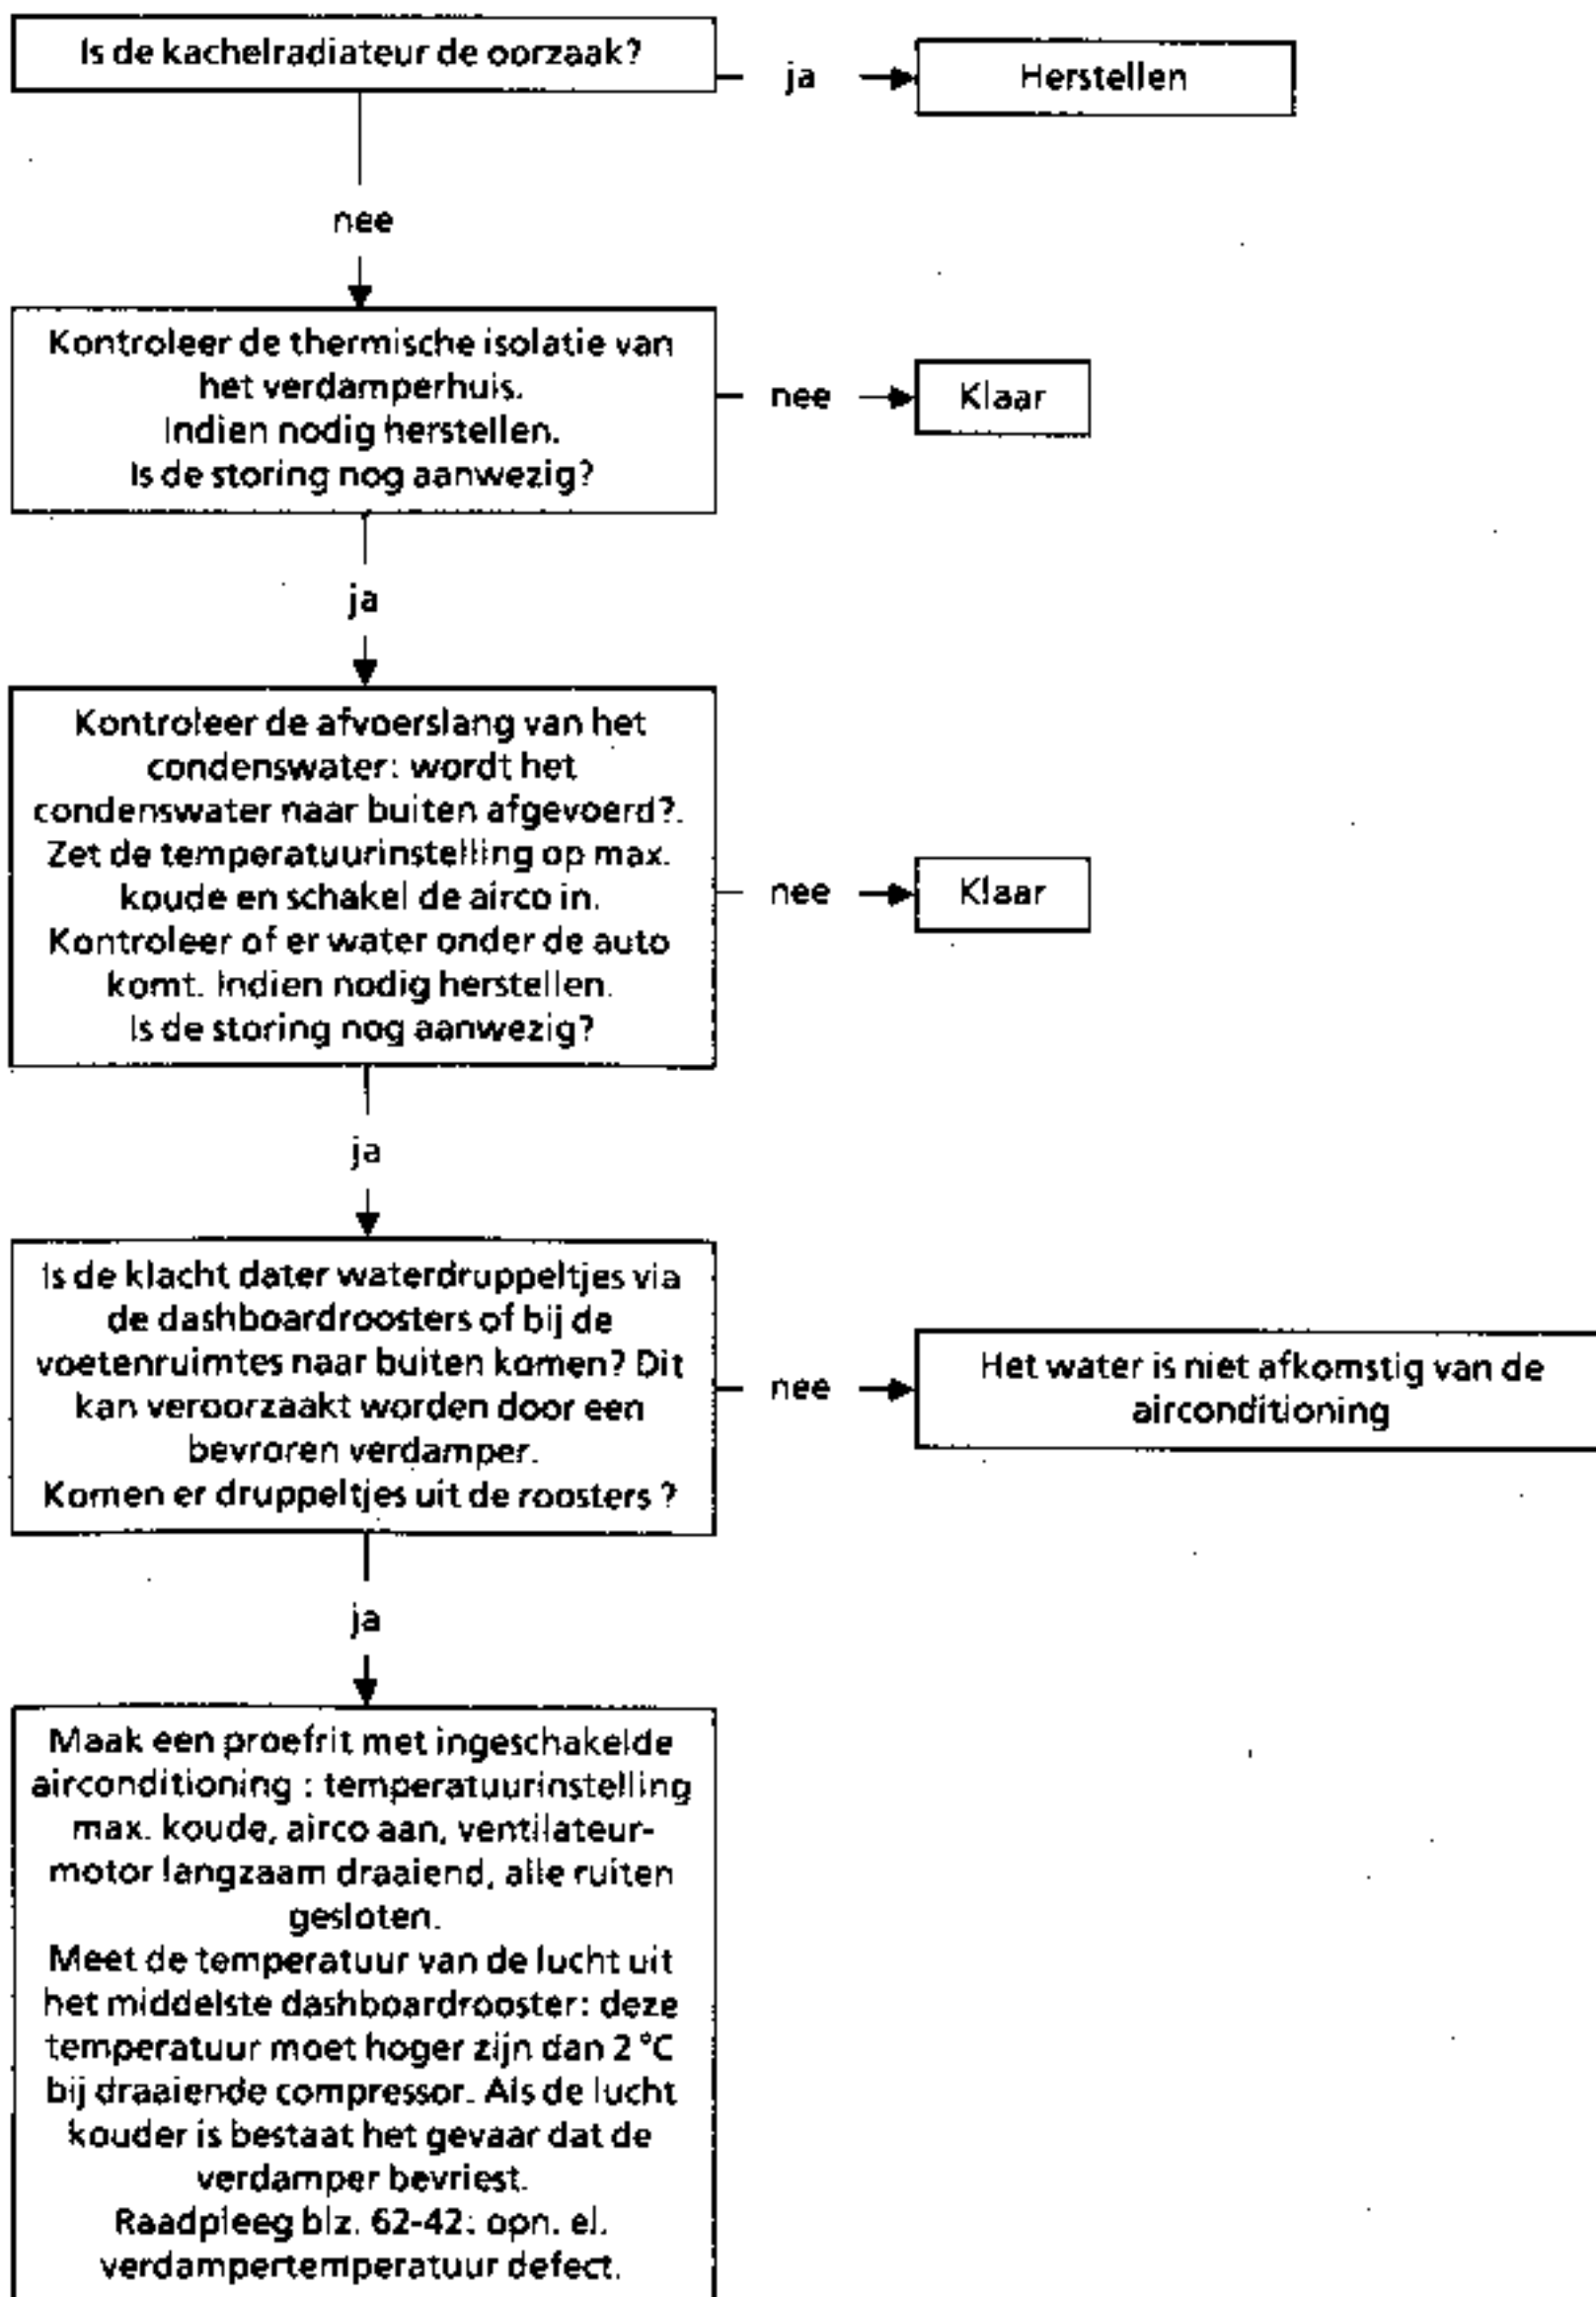 Is de kachelradiateur de oorzaak?
ja
Herstellen
nee
Kontroleer de thermische isolatie van
het verdamperhuis.
Indien nodig herstellen.
Is de storing nog aanwezig?
nee
Klaar
ja
Kontroleer de afvoerslang van het
condenswater: wordt het
condenswater naar buiten afgevoerd?.
Zet de temperatuurinstelling op max.
koude en schakel de airco in.
Kontroleer of er water onder de auto
komt. Indien nodig herstellen.
Is de storing nog aanwezig?
nee
Klaar
ja
Is de klacht dater waterdruppeltjes via
de dashboardroosters of bij de
voetenruimtes naar buiten komen? Dit
kan veroorzaakt worden door een
bevroren verdamper.
Komen er druppeltjes uit de roosters ?
nee
Het water is niet afkomstig van de
airconditioning
ja
Maak een proefrit met ingeschakelde
airconditioning : temperatuurinstelling
max. koude, airco aan, ventilateur-
motor langzaam draaiend, alle ruiten
gesloten.
Meet de temperatuur van de lucht uit
het middelste dashboardrooster: deze
temperatuur moet hoger zijn dan 2 °C
bij draaiende compressor. Als de lucht
kouder is bestaat het gevaar dat de
verdamper bevriest.
Raadpleeg blz. 62-42: opn. el.
verdampertemperatuur defect.